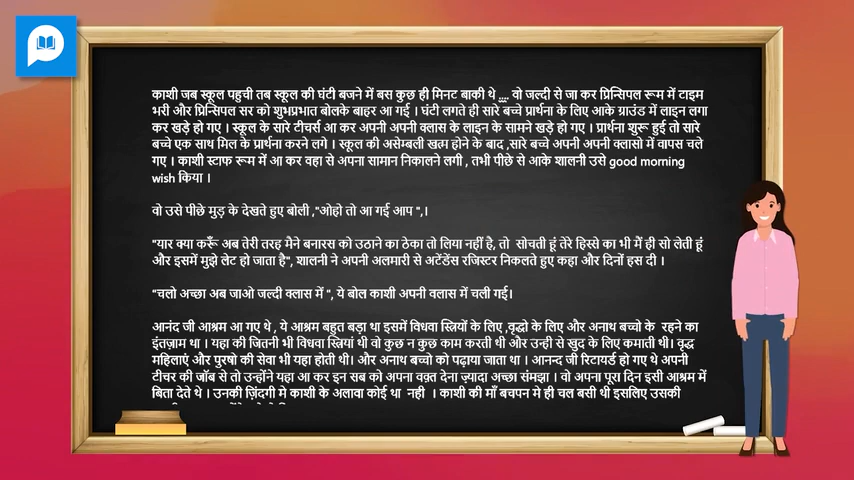 काशी जब स्कूल पहुची तब स्कूल की घंटी बजने में बस कुछ ही मिनट बाकी थे ,,,, वो जल्दी से जा कर प्रिन्सिपल रूम में टाइम
भरी और प्रिन्सिपल सर को शुभप्रभात बोलके बाहर आ गई । घंटी लगते ही सारे बच्चे प्रार्थना के लिए आके ग्राउंड में लाइन लगा
कर खड़े हो गए । स्कूल के सारे टीचर्स आ कर अपनी अपनी क्लास के लाइन के सामने खड़े हो गए । प्रार्थना शुरू हुई तो सारे
बच्चे एक साथ मिल के प्रार्थना करने लगे । स्कूल की असेम्बली खत्म होने के बाद ,सारे बच्चे अपनी अपनी क्लासो में वापस चले
गए । काशी स्टाफ रूम में आ कर वहा से अपना सामान निकालने लगी , तभी पीछे से आके शालनी उसे good morning
wish किया ।
वो उसे पीछे मुड़ के देखते हुए बोली ,"ओहो तो आ गई आप ",।
"यार क्या करूँ अब तेरी तरह मैने बनारस को उठाने का ठेका तो लिया नहीं है, तो सोचती हूं तेरे हिस्से का भी मैं ही सो लेती हूं
और इसमें मुझे लेट हो जाता है", शालनी ने अपनी अलमारी से अटेंडेंस रजिस्टर निकलते हुए कहा और दिनों हस दी ।
"चलो अच्छा अब जाओ जल्दी क्लास में ", ये बोल काशी अपनी क्लास में चली गई।
आनंद जी आश्रम आ गए थे , ये आश्रम बहुत बड़ा था इसमें विधवा स्त्रियों के लिए ,वृद्धो के लिए और अनाथ बच्चो के रहने का
इंतज़ाम था । यहा की जितनी भी विधवा स्त्रियां थी वो कुछ न कुछ काम करती थी और उन्ही से खुद के लिए कमाती थी। वृद्ध
महिलाएं और पुरषो की सेवा भी यहा होती थी। और अनाथ बच्चो को पढ़ाया जाता था । आनन्द जी रिटायर्ड हो गए थे अपनी
टीचर की जॉब से तो उन्होंने यहा आ कर इन सब को अपना वक़्त देना ज़्यादा अच्छा संमझा । वो अपना पूरा दिन इसी आश्रम में
बिता देते थे । उनकी ज़िंदगी मे काशी के अलावा कोई था नही । काशी की माँ बचपन मे ही चल बसी थी इसलिए उसकी